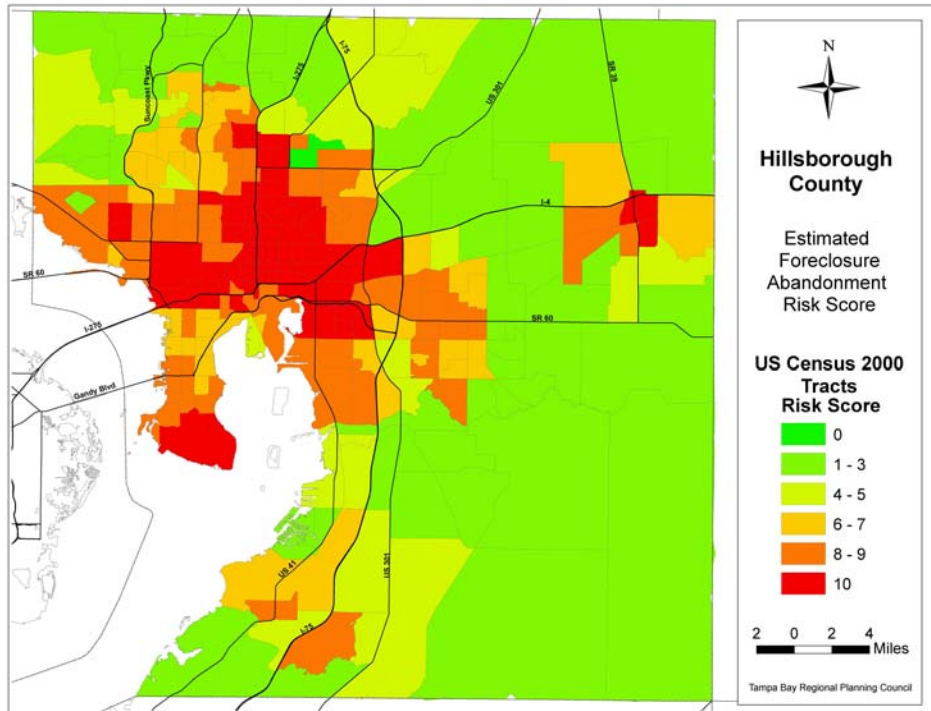 Suncoast Pkwy
I-275
I-75
US 301
SR 39
I-4
SR 60
SR 60
I-275
Gandy Blvd
US 41
US 301
I-75
N
Hillsborough
County
Estimated
Foreclosure
Abandonment
Risk Score
US Census 2000
Tracts
Risk Score
0
1 - 3
4 - 5
6 - 7
8 - 9
10
2 0 2 4
Miles
Tampa Bay Regional Planning Council